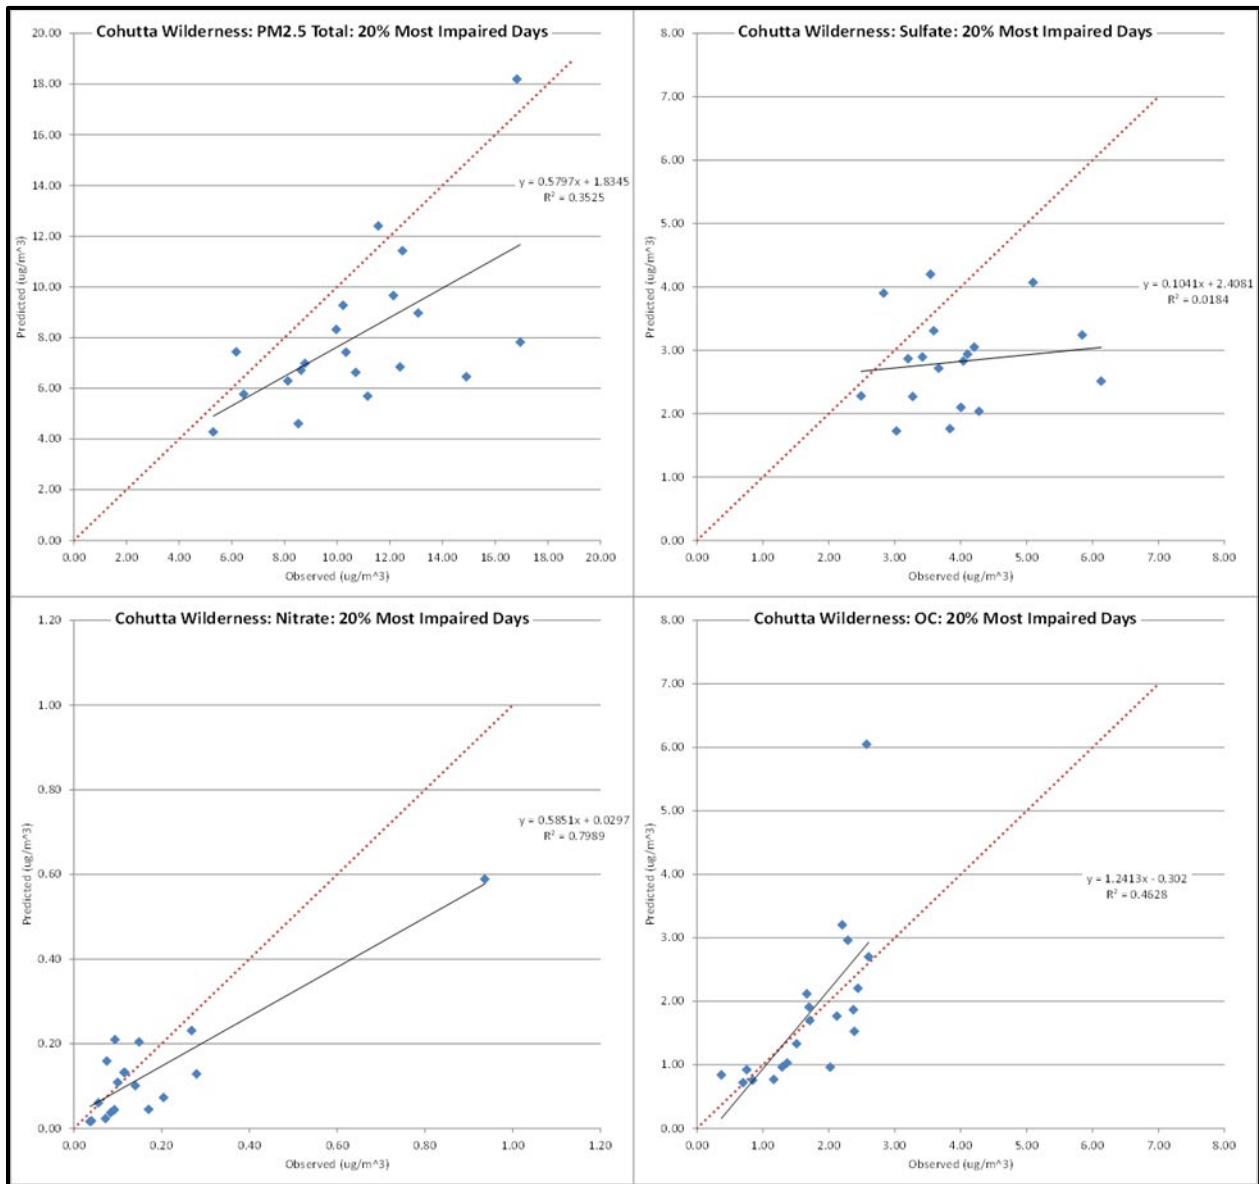 Cohutta Wilderness: PM2.5 Total: 20% Most Impaired Days
20.00
18.00
16.00
14.00
12.00
10.00
8.00
6.00
4.00
2.00
0.00
Predicted (ug/m^3)
y = 0.5797x + 1.8345
R² = 0.3525
0.00 2.00 4.00 6.00 8.00 10.00 12.00 14.00 16.00 18.00 20.00
Observed (ug/m^3)
Cohutta Wilderness: Sulfate: 20% Most Impaired Days
8.00
7.00
6.00
5.00
4.00
3.00
2.00
1.00
0.00
Predicted (ug/m^3)
y = 0.1041x + 2.4081
R² = 0.0184
0.00 1.00 2.00 3.00 4.00 5.00 6.00 7.00 8.00
Observed (ug/m^3)
Cohutta Wilderness: Nitrate: 20% Most Impaired Days
1.20
1.00
0.80
0.60
0.40
0.20
0.00
Predicted (ug/m^3)
y = 0.5851x + 0.0297
R² = 0.7989
0.00 0.20 0.40 0.60 0.80 1.00 1.20
Observed (ug/m^3)
Cohutta Wilderness: OC: 20% Most Impaired Days
8.00
7.00
6.00
5.00
4.00
3.00
2.00
1.00
0.00
Predicted (ug/m^3)
y = 1.2413x - 0.302
R² = 0.4628
0.00 1.00 2.00 3.00 4.00 5.00 6.00 7.00 8.00
Observed (ug/m^3)